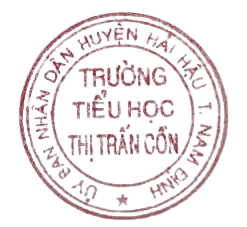 ỦY BAN NHÂN DÂN HUYỆN HẢI HẬU T. NAM ĐỊNH
TRƯỜNG
TIỂU HỌC
THỊ TRẤN CỒN